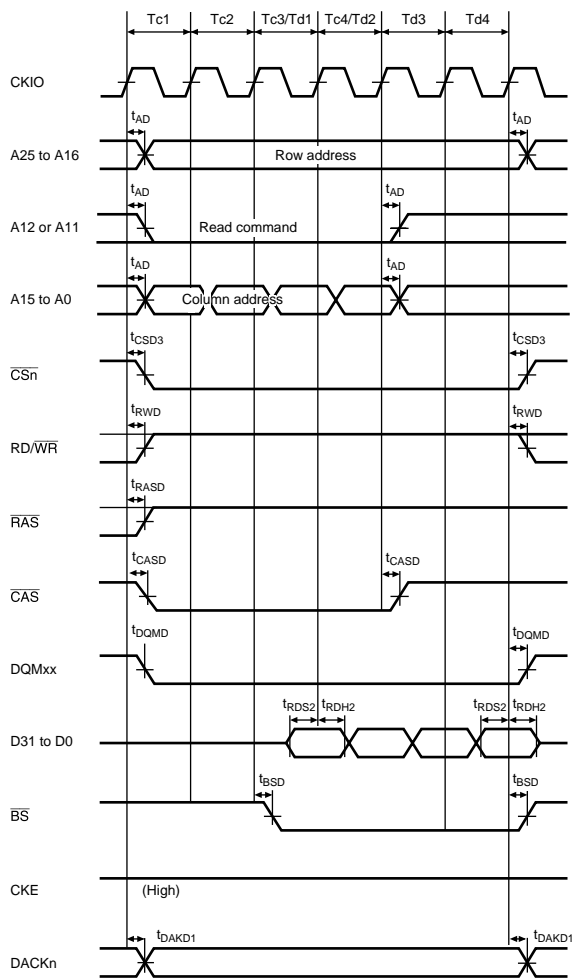 Tc1 Tc2 Tc3/Td1 Tc4/Td2 Td3 Td4
CKIO
tAD tAD
A25 to A16 Row address
tAD tAD
A12 or A11 Read command
tAD tAD
A15 to A0 Column address
tCSD3 tCSD3
CSn
tRWD tRWD
RD/WR
tRASD
RAS
tCASD tCASD
CAS
tDQMD tDQMD
DQMxx
tRDS2 tRDH2 tRDS2 tRDH2
D31 to D0
tBSD tBSD
BS
CKE (High)
tDAKD1 tDAKD1
DACKn